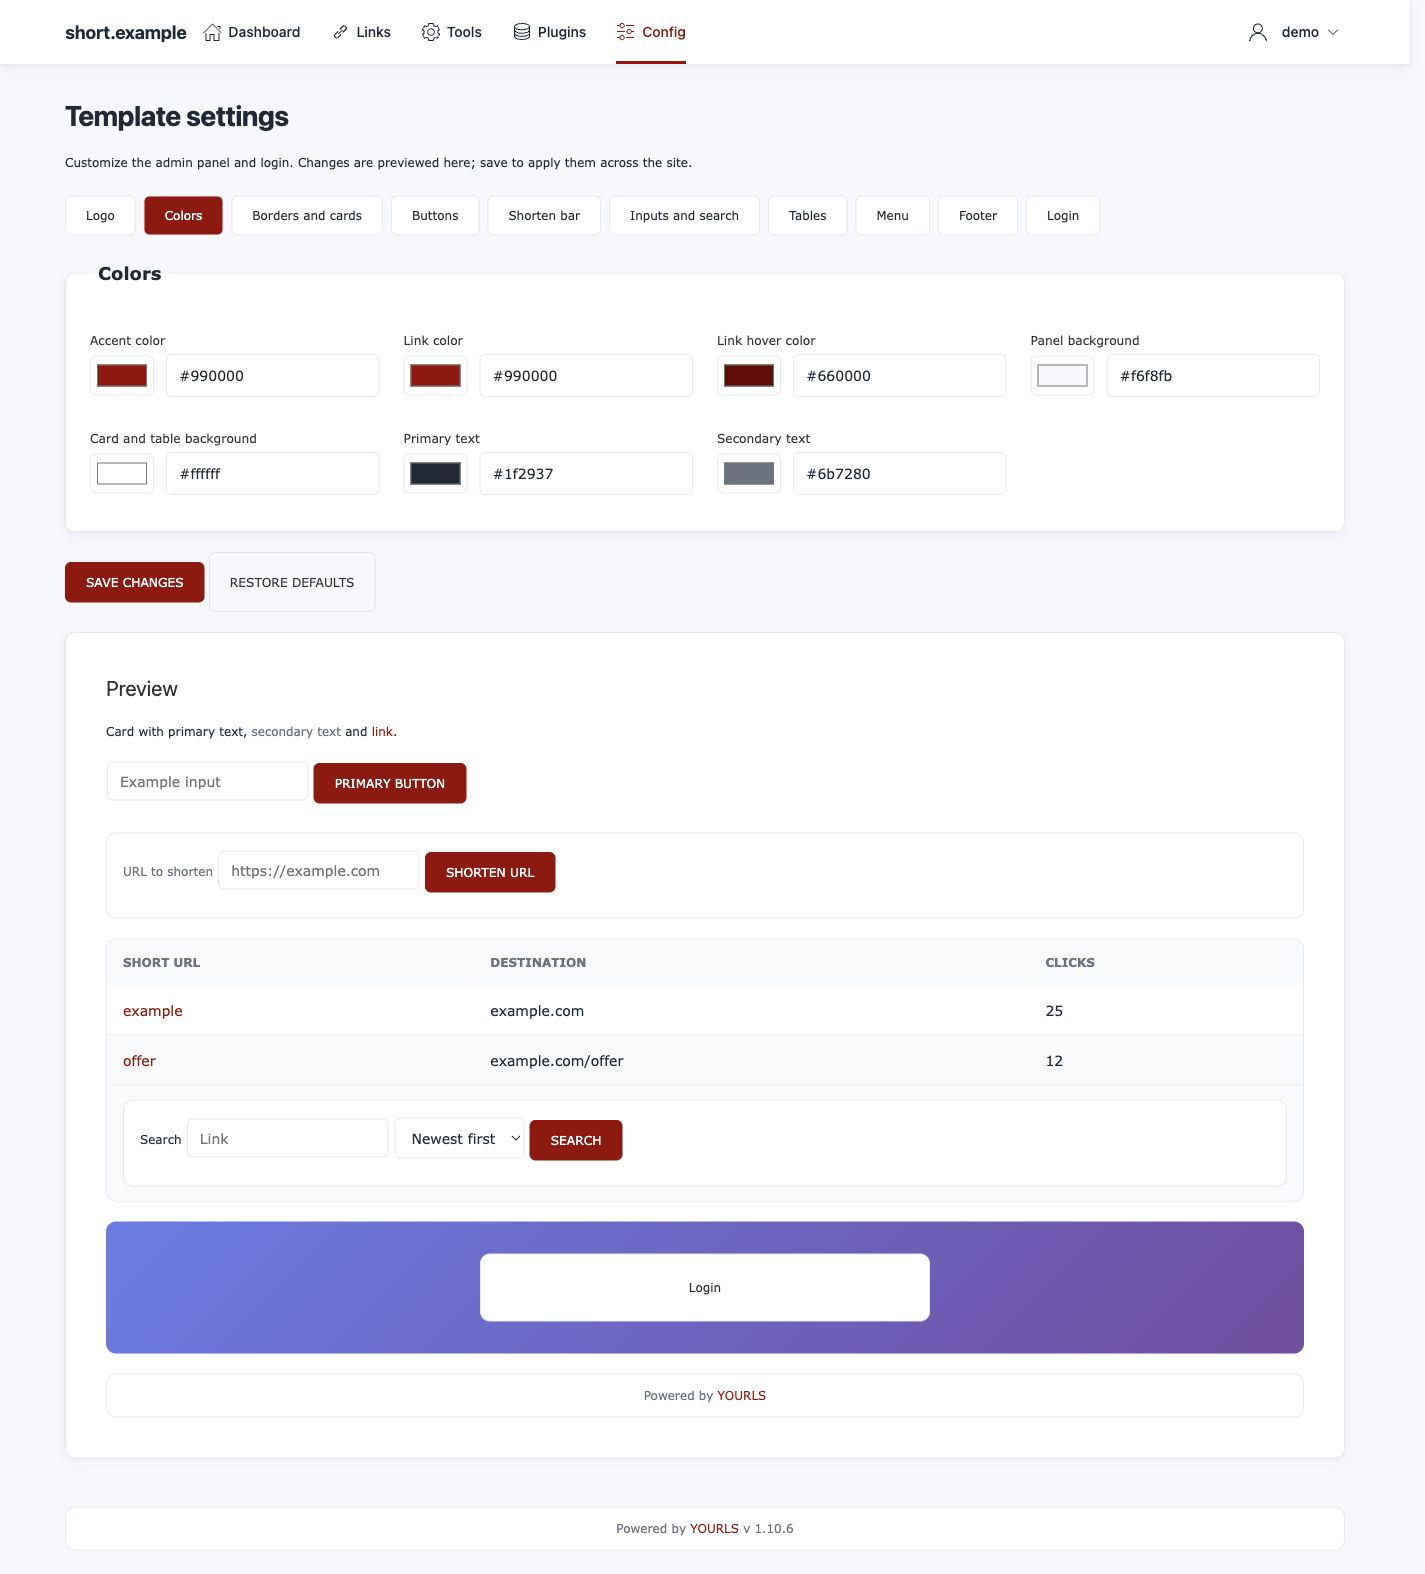 short.example Dashboard Links Tools Plugins Config demo
Template settings
Customize the admin panel and login. Changes are previewed here; save to apply them across the site.
Logo Colors Borders and cards Buttons Shorten bar Inputs and search Tables Menu Footer Login
Colors
Accent color Link color Link hover color Panel background
#990000 #990000 #660000 #f6f8fb
Card and table background Primary text Secondary text
#ffffff #1f2937 #6b7280
SAVE CHANGES RESTORE DEFAULTS
Preview
Card with primary text, secondary text and link.
Example input PRIMARY BUTTON
URL to shorten https://example.com SHORTEN URL
SHORT URL DESTINATION CLICKS
example example.com 25
offer example.com/offer 12
Search Link Newest first SEARCH
Login
Powered by YOURLS
Powered by YOURLS v 1.10.6